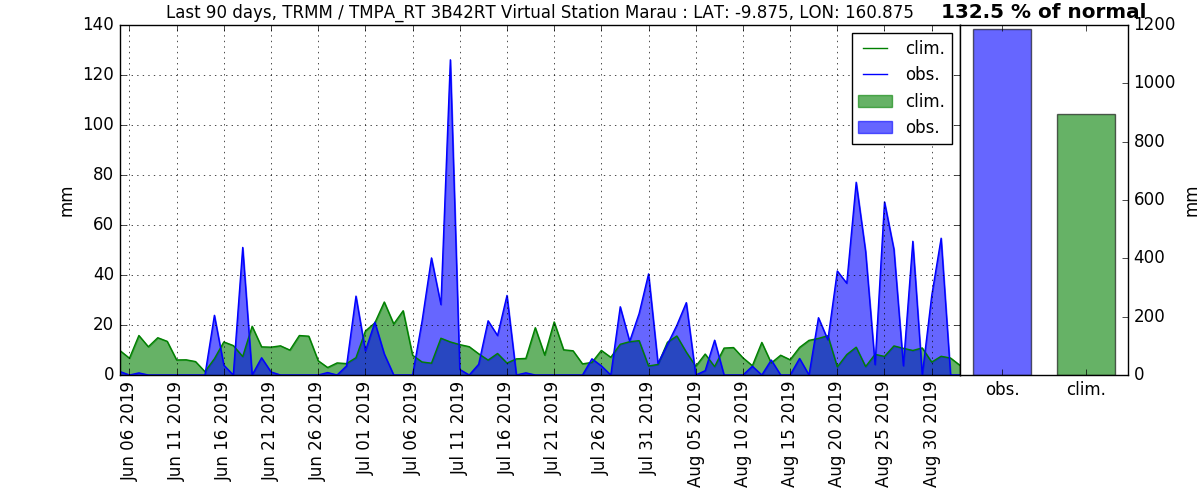 Last 90 days, TRMM / TMPA_RT 3B42RT Virtual Station Marau : LAT: -9.875, LON: 160.875
132.5 % of normal
140
120
100
80
60
40
20
0
mm
clim.
obs.
clim.
obs.
Jun 06 2019
Jun 11 2019
Jun 16 2019
Jun 21 2019
Jun 26 2019
Jul 01 2019
Jul 06 2019
Jul 11 2019
Jul 16 2019
Jul 21 2019
Jul 26 2019
Jul 31 2019
Aug 05 2019
Aug 10 2019
Aug 15 2019
Aug 20 2019
Aug 25 2019
Aug 30 2019
1200
1000
800
600
400
200
0
mm
obs.
clim.